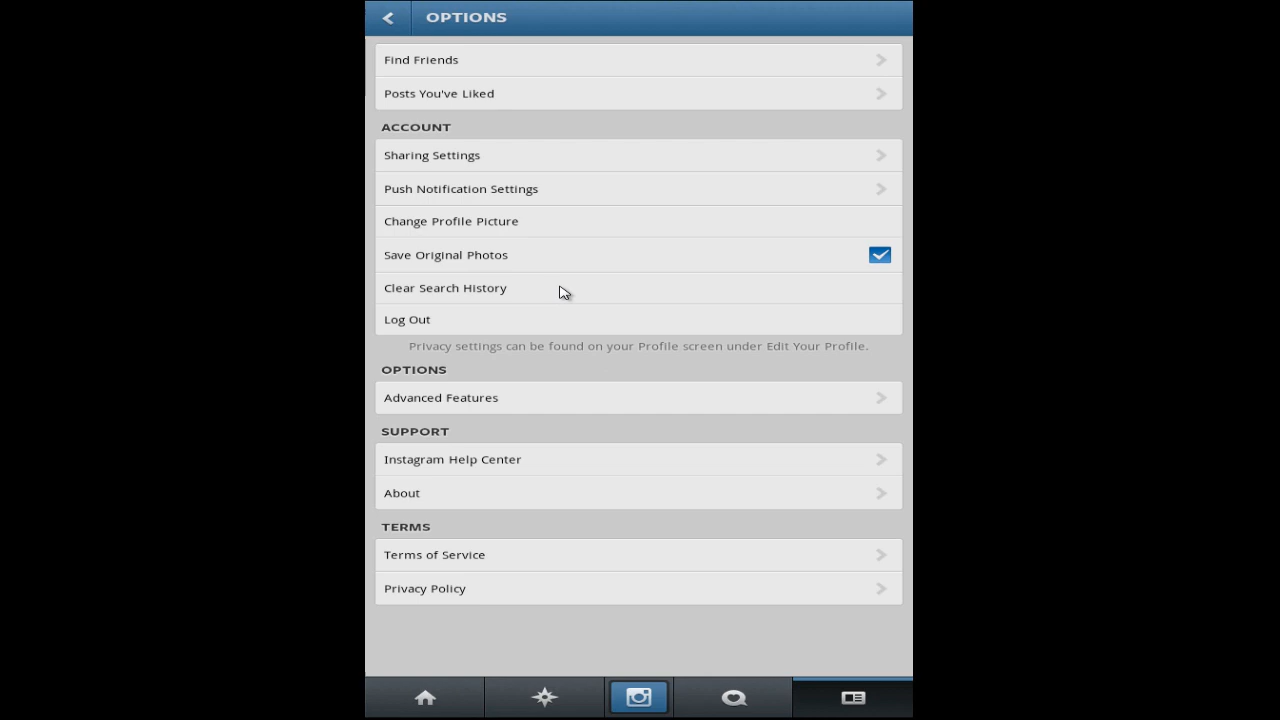 OPTIONS
Find Friends
Posts You've Liked
ACCOUNT
Sharing Settings
Push Notification Settings
Change Profile Picture
Save Original Photos
Clear Search History
Log Out
Privacy settings can be found on your Profile screen under Edit Your Profile.
OPTIONS
Advanced Features
SUPPORT
Instagram Help Center
About
TERMS
Terms of Service
Privacy Policy